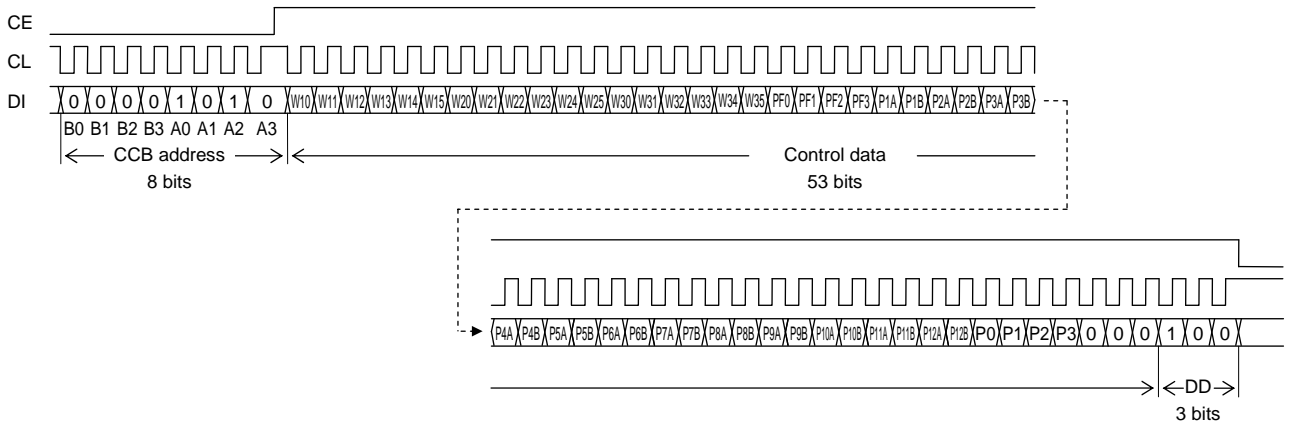 CE
CL
DI 0 0 0 0 1 0 1 0 W10 W11 W12 W13 W14 W15 W20 W21 W22 W23 W24 W25 W30 W31 W32 W33 W34 W35 PF0 PF1 PF2 PF3 P1A P1B P2A P2B P3A P3B
B0 B1 B2 B3 A0 A1 A2 A3
CCB address Control data
8 bits 53 bits
P4A P4B P5A P5B P6A P6B P7A P7B P8A P8B P9A P9B P10A P10B P11A P11B P12A P12B P0 P1 P2 P3 0 0 0 1 0 0
DD
3 bits